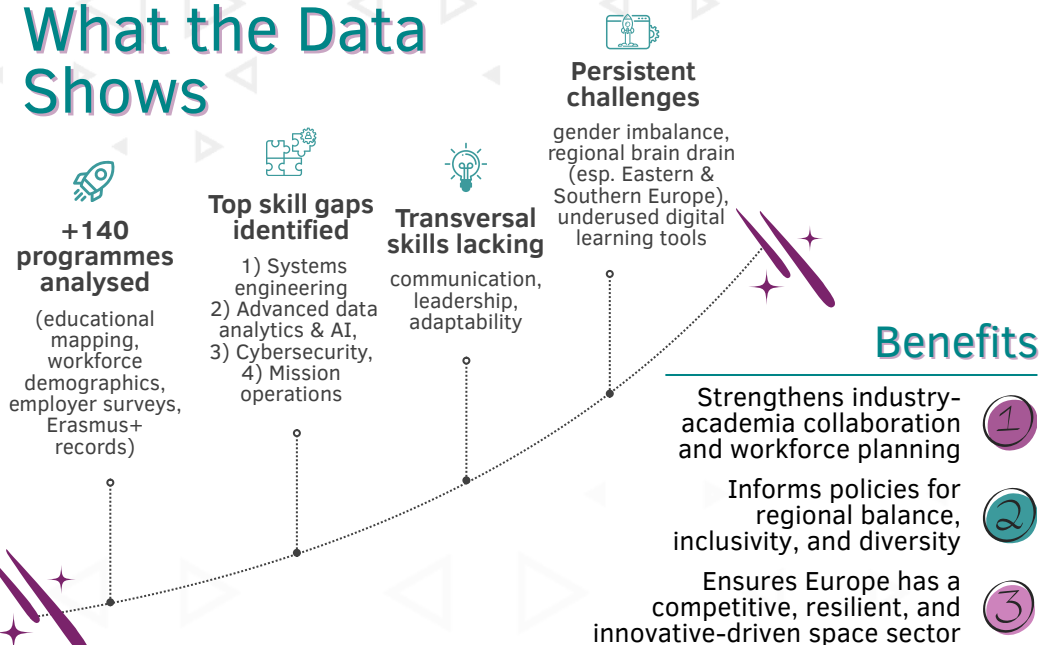 What the Data
Shows
+140
programmes
analysed
(educational
mapping,
workforce
demographics,
employer surveys,
Erasmus+
records)
Top skill gaps
identified
1) Systems
engineering
2) Advanced data
analytics & AI,
3) Cybersecurity,
4) Mission
operations
Transversal
skills lacking
communication,
leadership,
adaptability
Persistent
challenges
gender imbalance,
regional brain drain
(esp. Eastern &
Southern Europe),
underused digital
learning tools
Benefits
Strengthens industry-
academia collaboration
and workforce planning
1
Informs policies for
regional balance,
inclusivity, and diversity
2
Ensures Europe has a
competitive, resilient, and
innovative-driven space sector
3